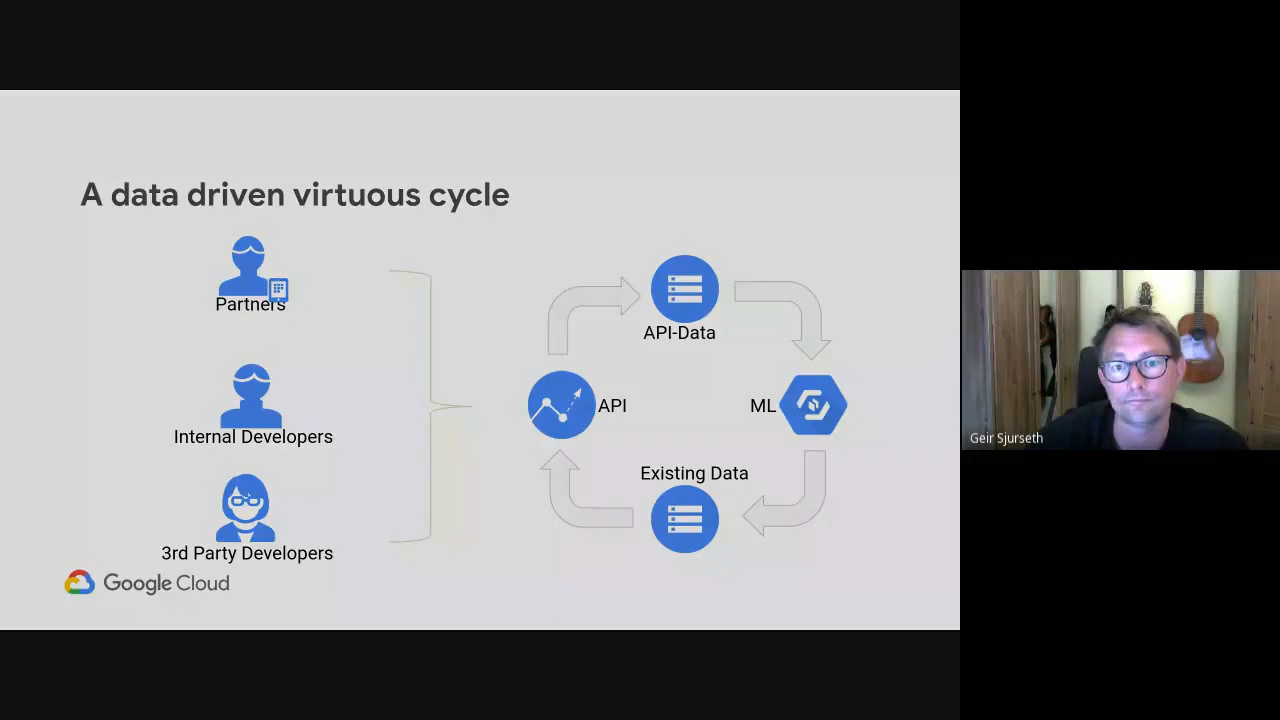 A data driven virtuous cycle
Partners
Internal Developers
3rd Party Developers
API-Data
API
ML
Existing Data
Google Cloud
Geir Sjurseth